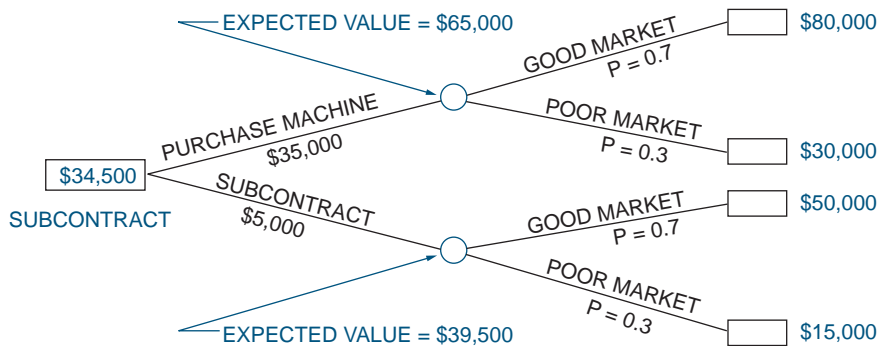 EXPECTED VALUE = $65,000
GOOD MARKET
P = 0.7
$80,000
PURCHASE MACHINE
$35,000
POOR MARKET
P = 0.3
$30,000
$34,500
SUBCONTRACT
SUBCONTRACT
$5,000
GOOD MARKET
P = 0.7
$50,000
POOR MARKET
P = 0.3
$15,000
EXPECTED VALUE = $39,500